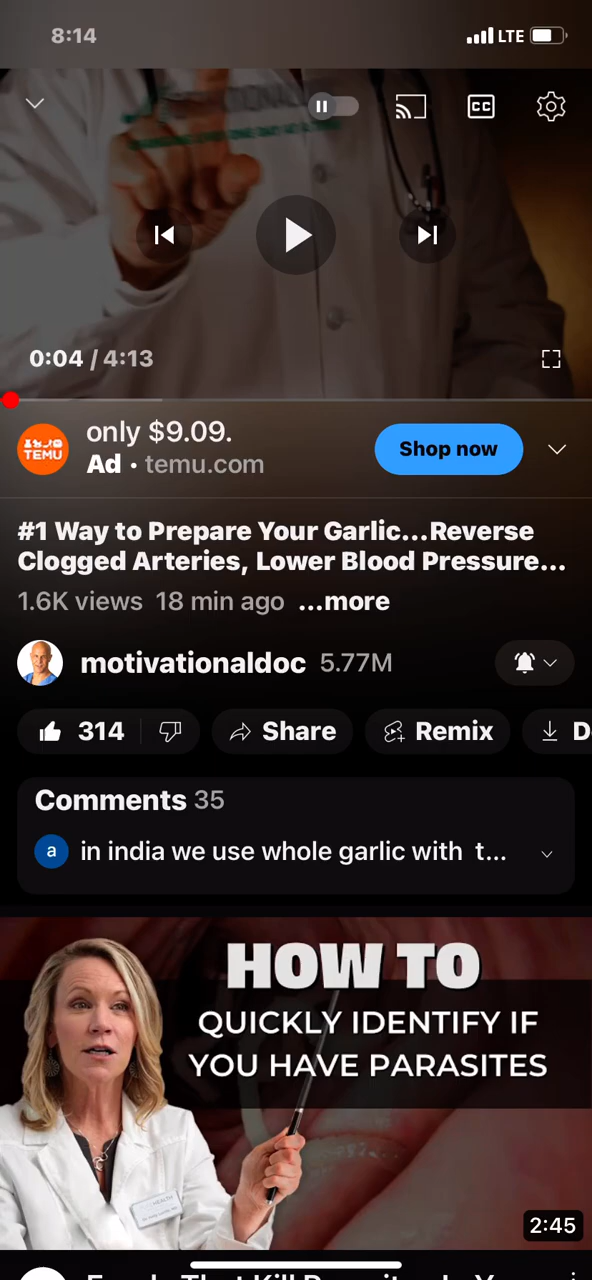 8:14
LTE
CC
0:04 / 4:13
TEMU
only $9.09.
Ad • temu.com
Shop now
#1 Way to Prepare Your Garlic...Reverse
Clogged Arteries, Lower Blood Pressure...
1.6K views 18 min ago ...more
motivationaldoc 5.77M
314
Share
Remix
D
Comments 35
a
in india we use whole garlic with t...
HOW TO
QUICKLY IDENTIFY IF
YOU HAVE PARASITES
2:45